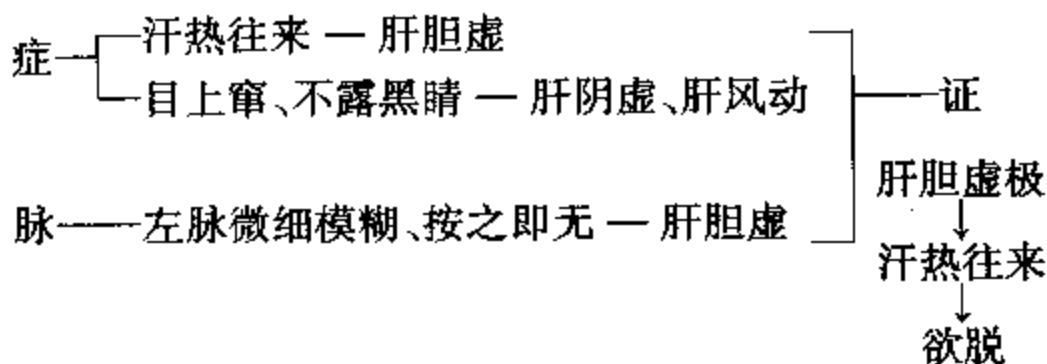 症
汗热往来 — 肝胆虚
目上窜、不露黑睛 — 肝阴虚、肝风动
脉 — 左脉微细模糊、按之即无 — 肝胆虚
证
肝胆虚极
汗热往来
欲脱